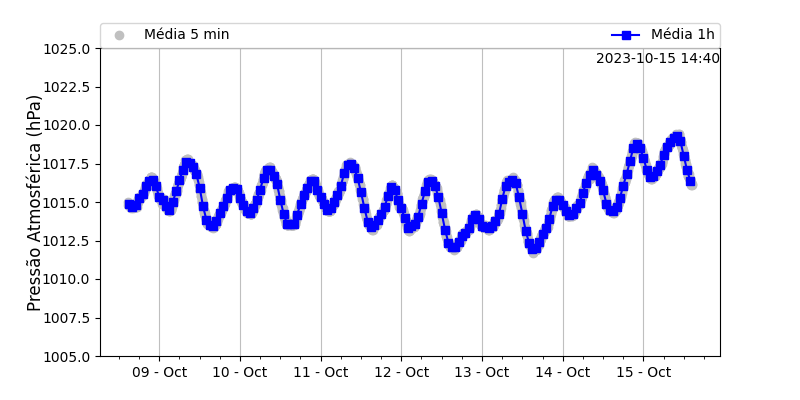 Média 5 min
Média 1h
2023-10-15 14:40
Pressão Atmosférica (hPa)
1025.0
1022.5
1020.0
1017.5
1015.0
1012.5
1010.0
1007.5
1005.0
09 - Oct
10 - Oct
11 - Oct
12 - Oct
13 - Oct
14 - Oct
15 - Oct